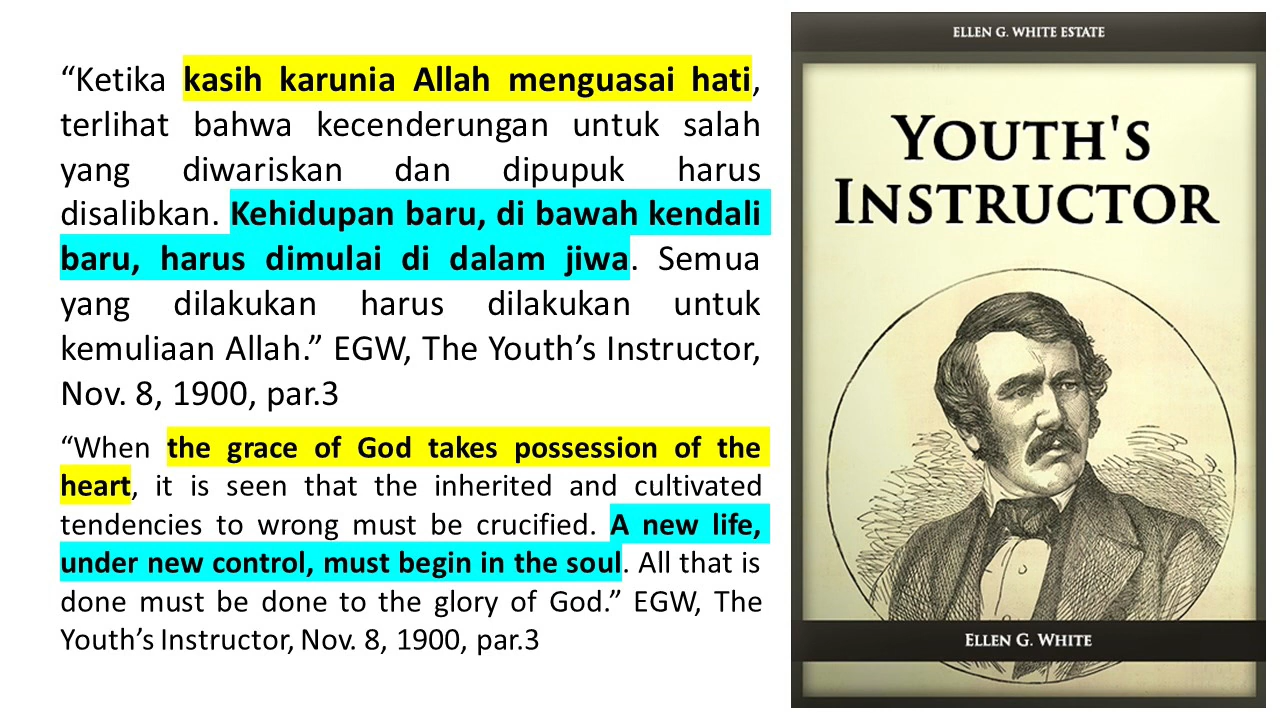 “Ketika kasih karunia Allah menguasai hati,
terlihat bahwa kecenderungan untuk salah
yang diwariskan dan dipupuk harus
disalibkan. Kehidupan baru, di bawah kendali
baru, harus dimulai di dalam jiwa. Semua
yang dilakukan harus dilakukan untuk
kemuliaan Allah.” EGW, The Youth’s Instructor,
Nov. 8, 1900, par.3
“When the grace of God takes possession of the
heart, it is seen that the inherited and cultivated
tendencies to wrong must be crucified. A new life,
under new control, must begin in the soul. All that is
done must be done to the glory of God.” EGW, The
Youth’s Instructor, Nov. 8, 1900, par.3
ELLEN G. WHITE ESTATE
YOUTH'S
INSTRUCTOR
ELLEN G. WHITE